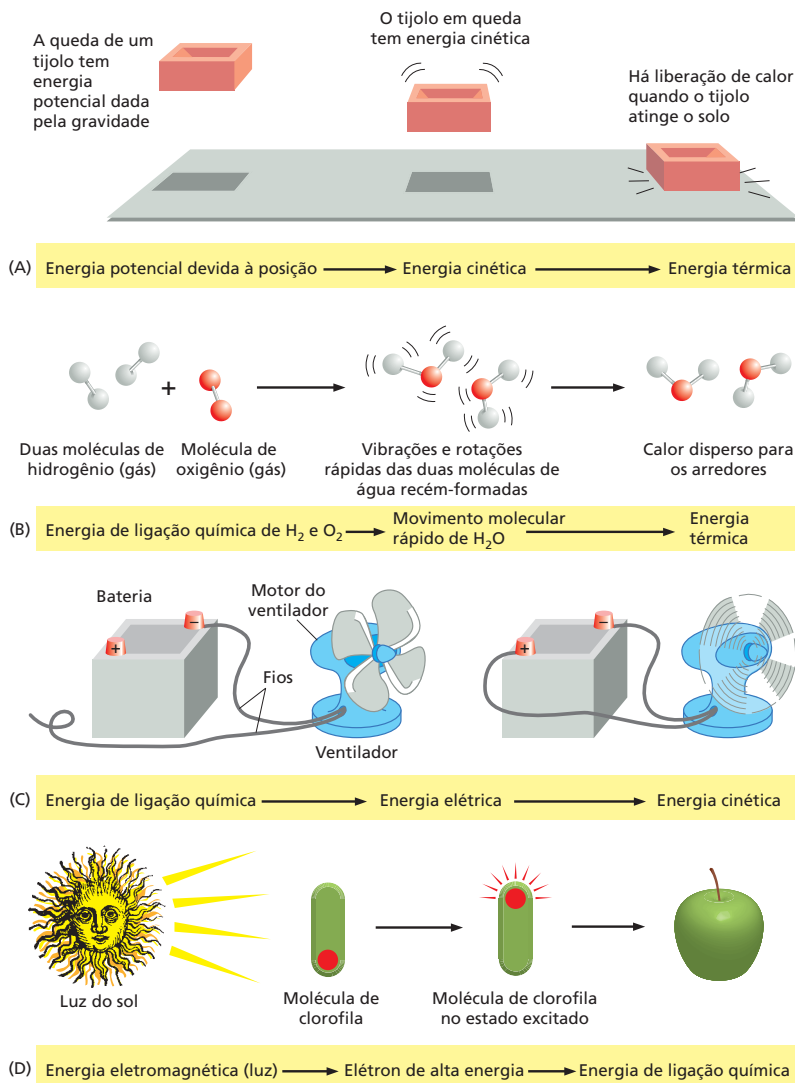 A queda de um
tijolo tem
energia
potencial dada
pela gravidade
O tijolo em queda
tem energia cinética
Há liberação de calor
quando o tijolo
atinge o solo
(A) Energia potencial devida à posição Energia cinética Energia térmica
+
Duas moléculas de
hidrogênio (gás)
Molécula de
oxigênio (gás)
Vibrações e rotações
rápidas das duas moléculas de
água recém-formadas
Calor disperso para
os arredores
(B) Energia de ligação química de H₂ e O₂
Movimento molecular
rápido de H₂O
Energia
térmica
Bateria
Motor do
ventilador
+
–
Fios
Ventilador
+
–
(C) Energia de ligação química Energia elétrica Energia cinética
Luz do sol
Molécula de
clorofila
Molécula de clorofila
no estado excitado
(D) Energia eletromagnética (luz) Elétron de alta energia Energia de ligação química